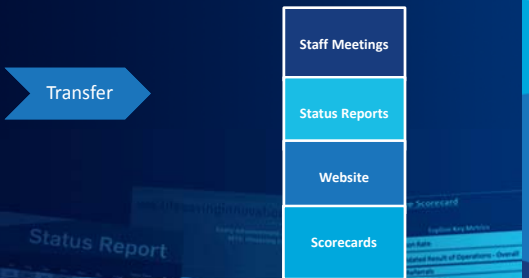 Staff Meetings
Transfer
Status Reports
Website
Scorecards
Scorecard
Status Report